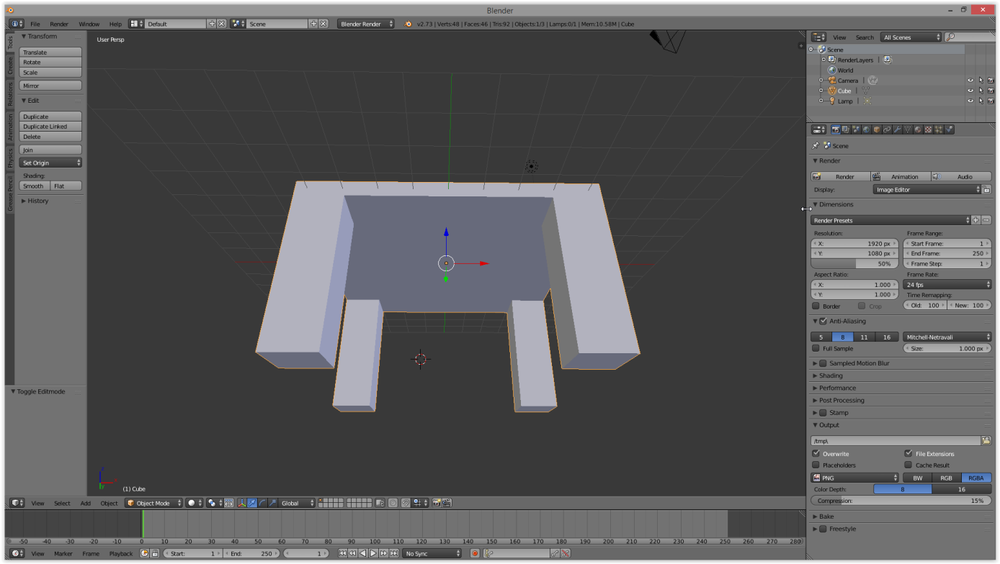 Blender
File Render Window Help Default Scene Blender Render v2.73 | Verts:48 | Faces:46 | Tris:92 | Objects:1/3 | Lamps:0/1 | Mem:10.58M | Cube
Tools
Create
Relations
Animation
Physics
Grease Pencil
Transform
Translate
Rotate
Scale
Mirror
Edit
Duplicate
Duplicate Linked
Delete
Join
Set Origin
Shading:
Smooth Flat
History
Toggle Editmode
User Persp
(1) Cube
View Select Add Object Object Mode Global
View Search All Scenes
Scene
RenderLayers
World
Camera
Cube
Lamp
Scene
Render
Render Animation Audio
Display: Image Editor
Dimensions
Render Presets
Resolution: Frame Range:
X: 1920 px Start Frame: 1
Y: 1080 px End Frame: 250
50% Frame Step: 1
Aspect Ratio: Frame Rate:
X: 1.000 24 fps
Y: 1.000 Time Remapping:
Border Crop Old: 100 New: 100
Anti-Aliasing
5 8 11 16 Mitchell-Netravali
Full Sample Size: 1.000 px
Sampled Motion Blur
Shading
Performance
Post Processing
Stamp
Output
/tmp\
Overwrite File Extensions
Placeholders Cache Result
PNG BW RGB RGBA
Color Depth: 8 16
Compression: 15%
Bake
Freestyle
-50 -40 -30 -20 -10 0 10 20 30 40 50 60 70 80 90 100 110 120 130 140 150 160 170 180 190 200 210 220 230 240 250 260 270 280
View Marker Frame Playback Start: 1 End: 250 1 No Sync